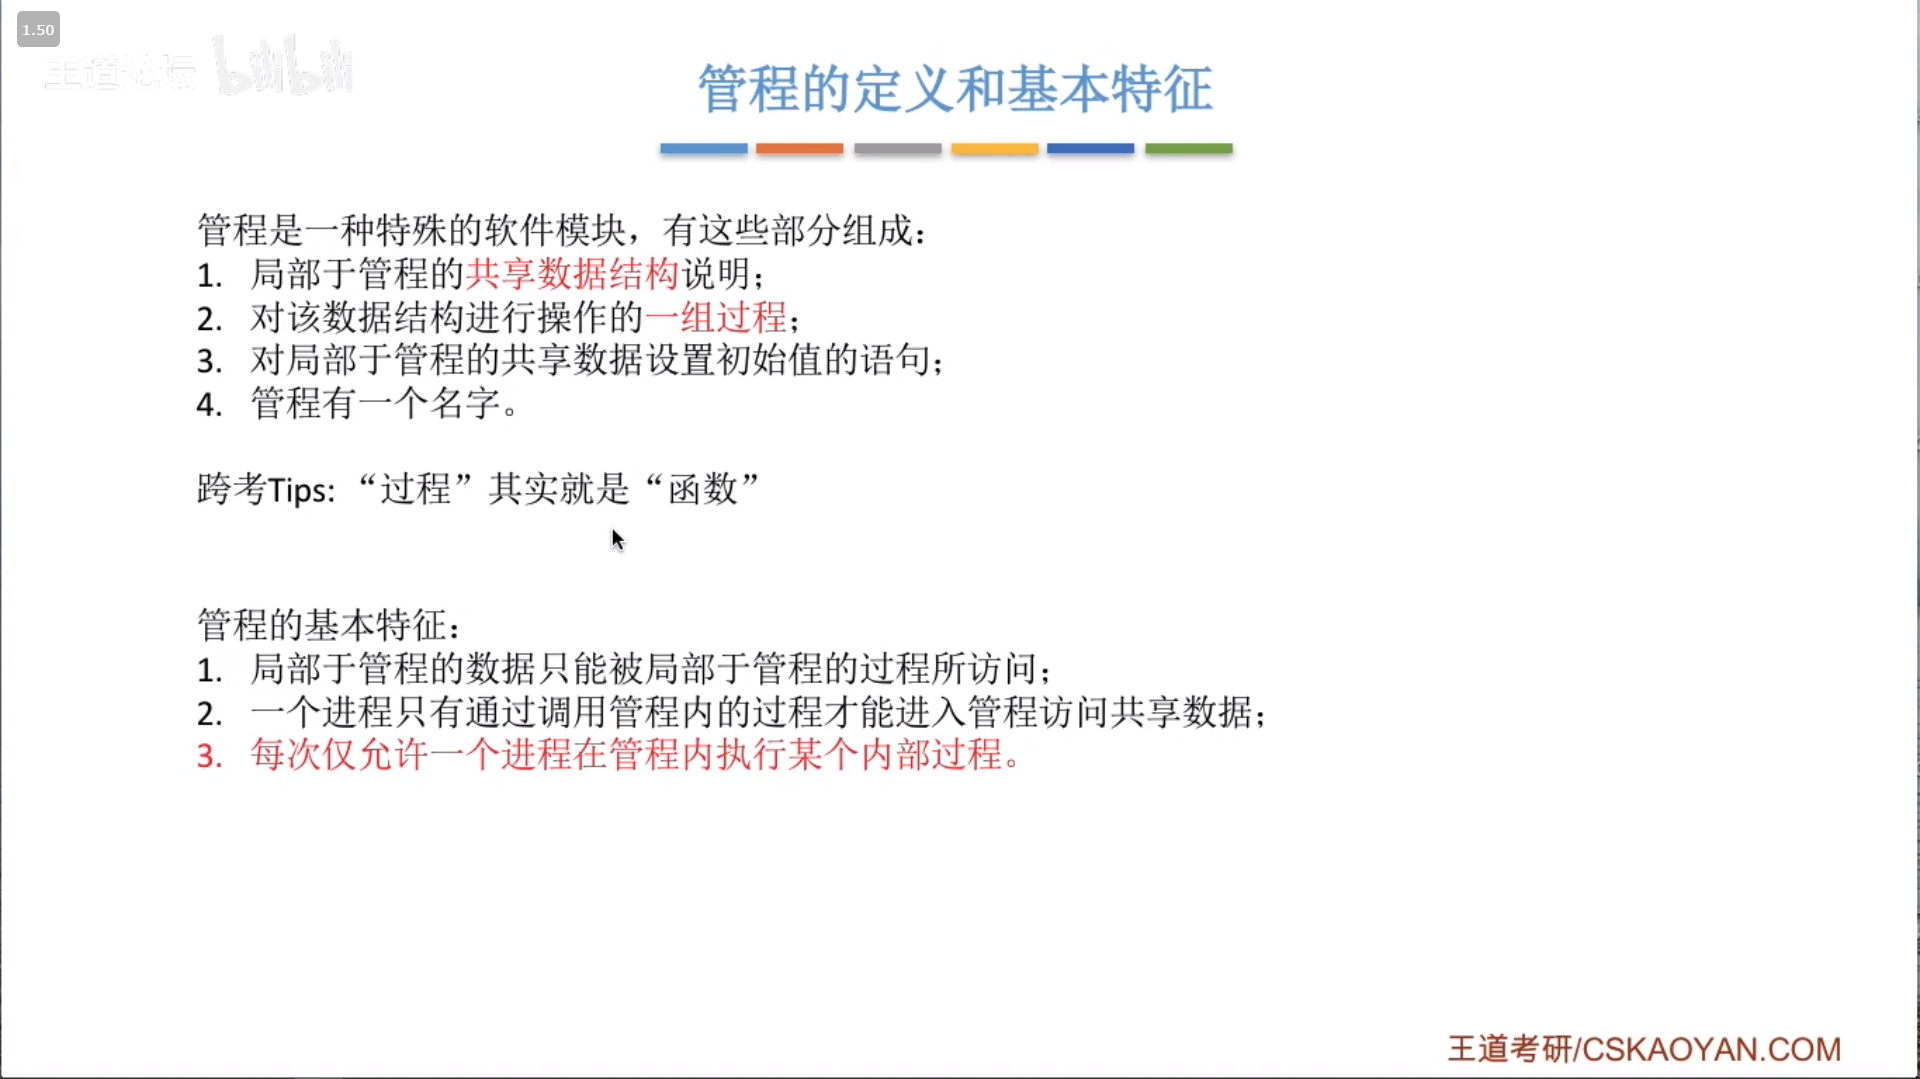 1.50
王道论坛 bilibili
管程的定义和基本特征
管程是一种特殊的软件模块，有这些部分组成：
1. 局部于管程的共享数据结构说明；
2. 对该数据结构进行操作的一组过程；
3. 对局部于管程的共享数据设置初始值的语句；
4. 管程有一个名字。
跨考Tips: “过程”其实就是“函数”
管程的基本特征：
1. 局部于管程的数据只能被局部于管程的过程所访问；
2. 一个进程只有通过调用管程内的过程才能进入管程访问共享数据；
3. 每次仅允许一个进程在管程内执行某个内部过程。
王道考研/CSKAOYAN.COM